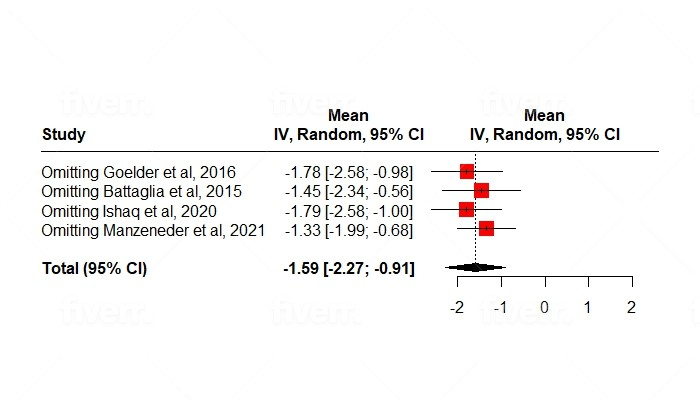 Mean Mean
Study IV, Random, 95% CI IV, Random, 95% CI
Omitting Goelder et al, 2016 -1.78 [-2.58; -0.98]
Omitting Battaglia et al, 2015 -1.45 [-2.34; -0.56]
Omitting Ishaq et al, 2020 -1.79 [-2.58; -1.00]
Omitting Manzeneder et al, 2021 -1.33 [-1.99; -0.68]
Total (95% CI) -1.59 [-2.27; -0.91]
-2 -1 0 1 2